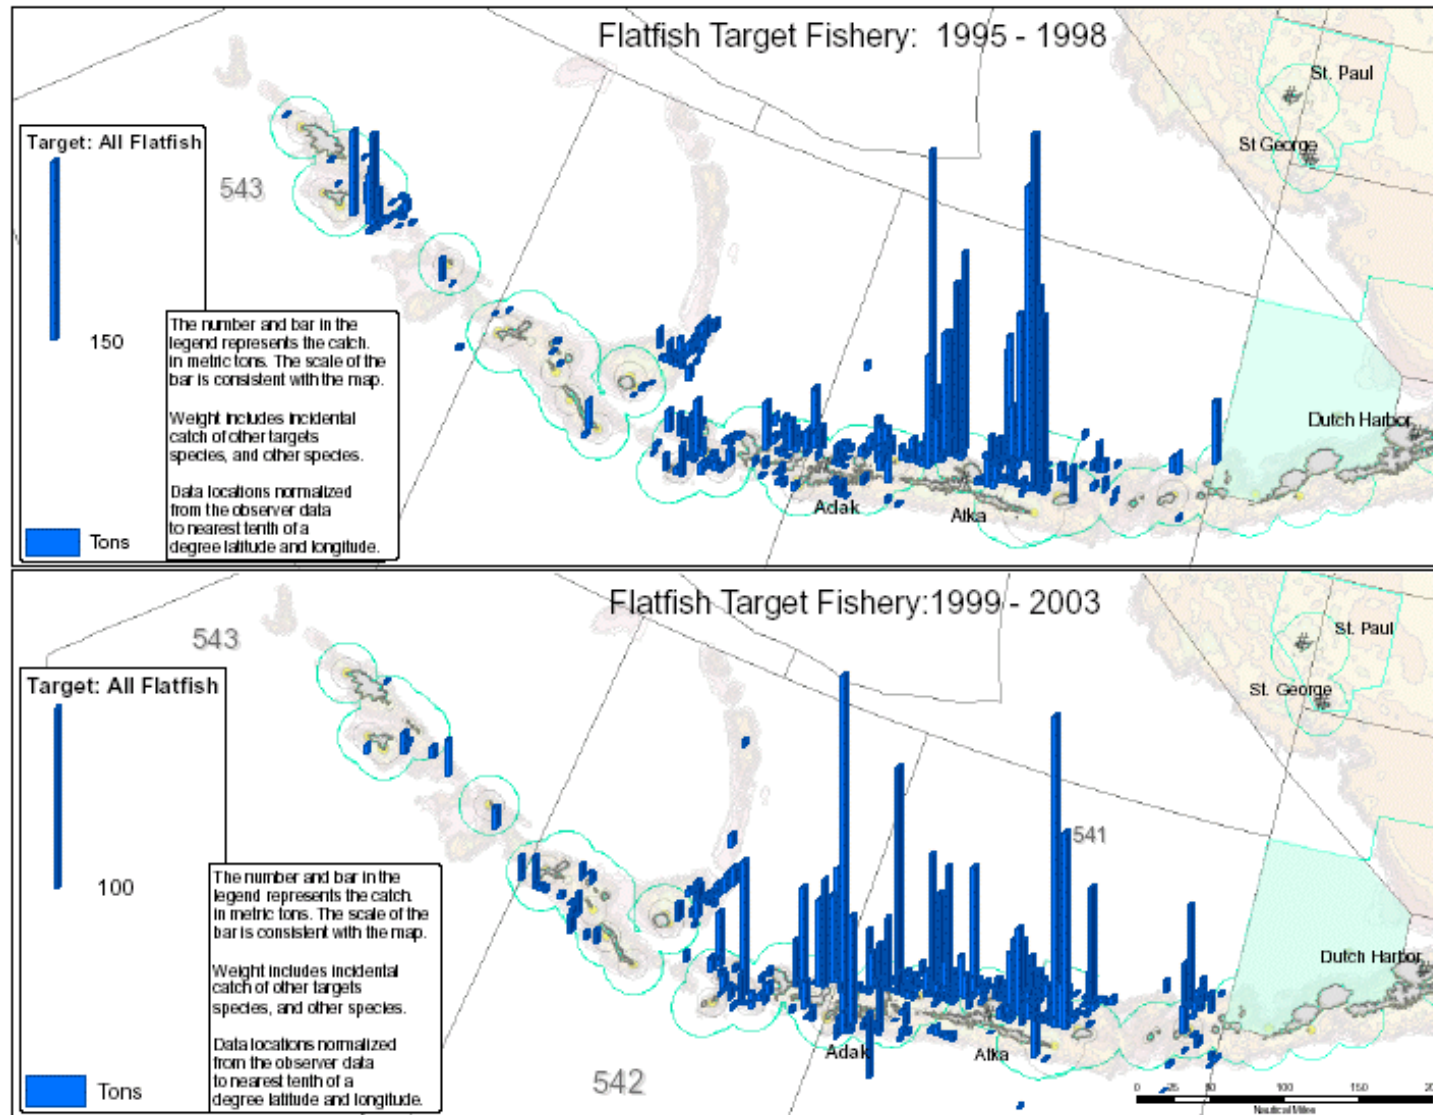 Flatfish Target Fishery: 1995 - 1998
St. Paul
Target: All Flatfish
St George
543
150
The number and bar in the
legend represents the catch.
in metric tons. The scale of the
bar is consistent with the map.
Weight includes incidental
catch of other targets
species, and other species.
Data locations normalized
from the observer data
to nearest tenth of a
degree latitude and longitude.
Dutch Harbor
Adak
Atka
Tons
Flatfish Target Fishery:1999 - 2003
543
St. Paul
Target: All Flatfish
St. George
541
100
The number and bar in the
legend represents the catch.
in metric tons. The scale of the
bar is consistent with the map.
Weight includes incidental
catch of other targets
species, and other species.
Data locations normalized
from the observer data
to nearest tenth of a
degree latitude and longitude.
Dutch Harbor
Adak
Atka
542
Tons
0 25 50 100 150
Nautical Miles